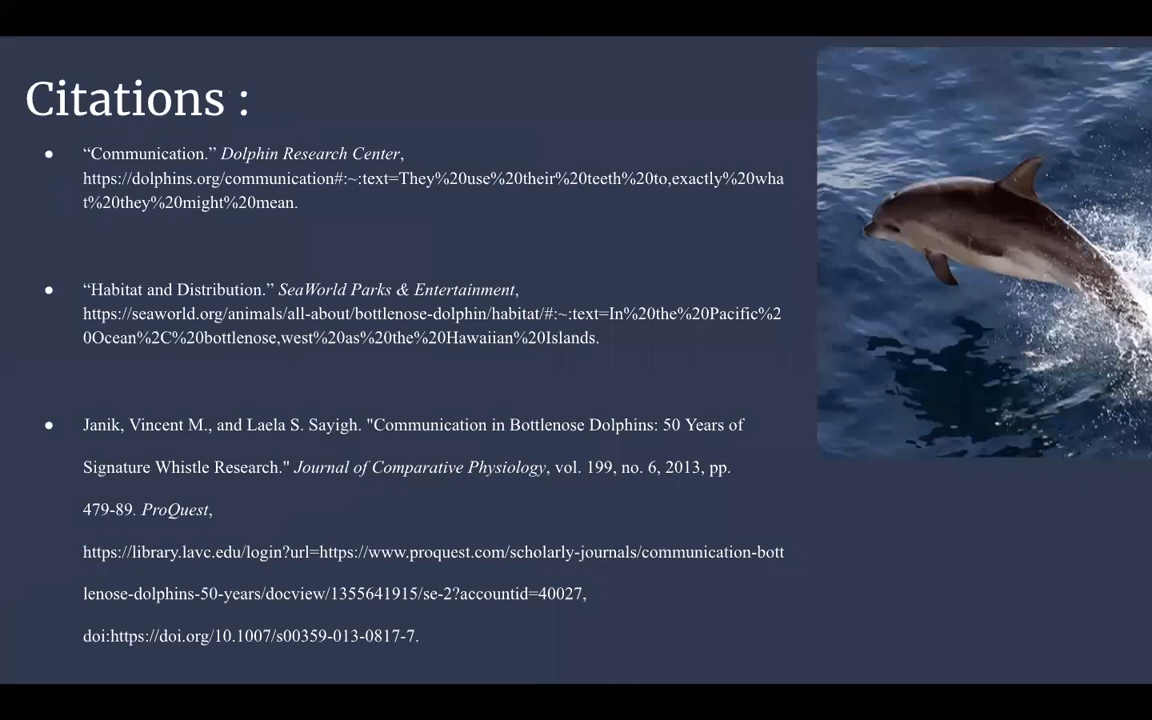 Citations :
● “Communication.” Dolphin Research Center,
https://dolphins.org/communication#:~:text=They%20use%20their%20teeth%20to,exactly%20wha
t%20they%20might%20mean.
● “Habitat and Distribution.” SeaWorld Parks & Entertainment,
https://seaworld.org/animals/all-about/bottlenose-dolphin/habitat/#:~:text=In%20the%20Pacific%2
0Ocean%2C%20bottlenose,west%20as%20the%20Hawaiian%20Islands.
● Janik, Vincent M., and Laela S. Sayigh. "Communication in Bottlenose Dolphins: 50 Years of
Signature Whistle Research." Journal of Comparative Physiology, vol. 199, no. 6, 2013, pp.
479-89. ProQuest,
https://library.lavc.edu/login?url=https://www.proquest.com/scholarly-journals/communication-bott
lenose-dolphins-50-years/docview/1355641915/se-2?accountid=40027,
doi:https://doi.org/10.1007/s00359-013-0817-7.